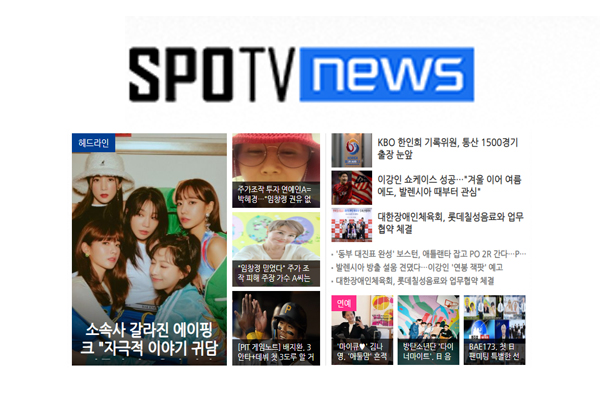 SPOTV news
헤드라인
소속사 갈라진 에이핑
크 "자극적 이야기 귀담
주가조작 투자 연예인A=
박혜경…"임창정 권유 없
"임창정 믿었다" 주가 조
작 피해 주장 가수 A씨는
[PIT 게임노트] 배지환, 3
안타+데뷔 첫 3도루 말 거
KBO 한인희 기록위원, 통산 1500경기
출장 눈앞
이강인 쇼케이스 성공…"겨울 이어 여름
에도, 발렌시아 때부터 관심"
대한장애인체육회, 롯데칠성음료와 업무
협약 체결
'동부 대진표 완성' 보스턴, 애틀랜타 잡고 PO 2R 간다…P…
발렌시아 방출 설움 견뎠다…이강인 '연봉 잭팟' 예고
대한장애인체육회, 롯데칠성음료와 업무협약 체결
연예
'마이큐♥' 김나
영, '애둘맘' 흔적
방탄소년단 '다이
너마이트', 日 음
BAE173, 첫 日
팬미팅 특별한 선